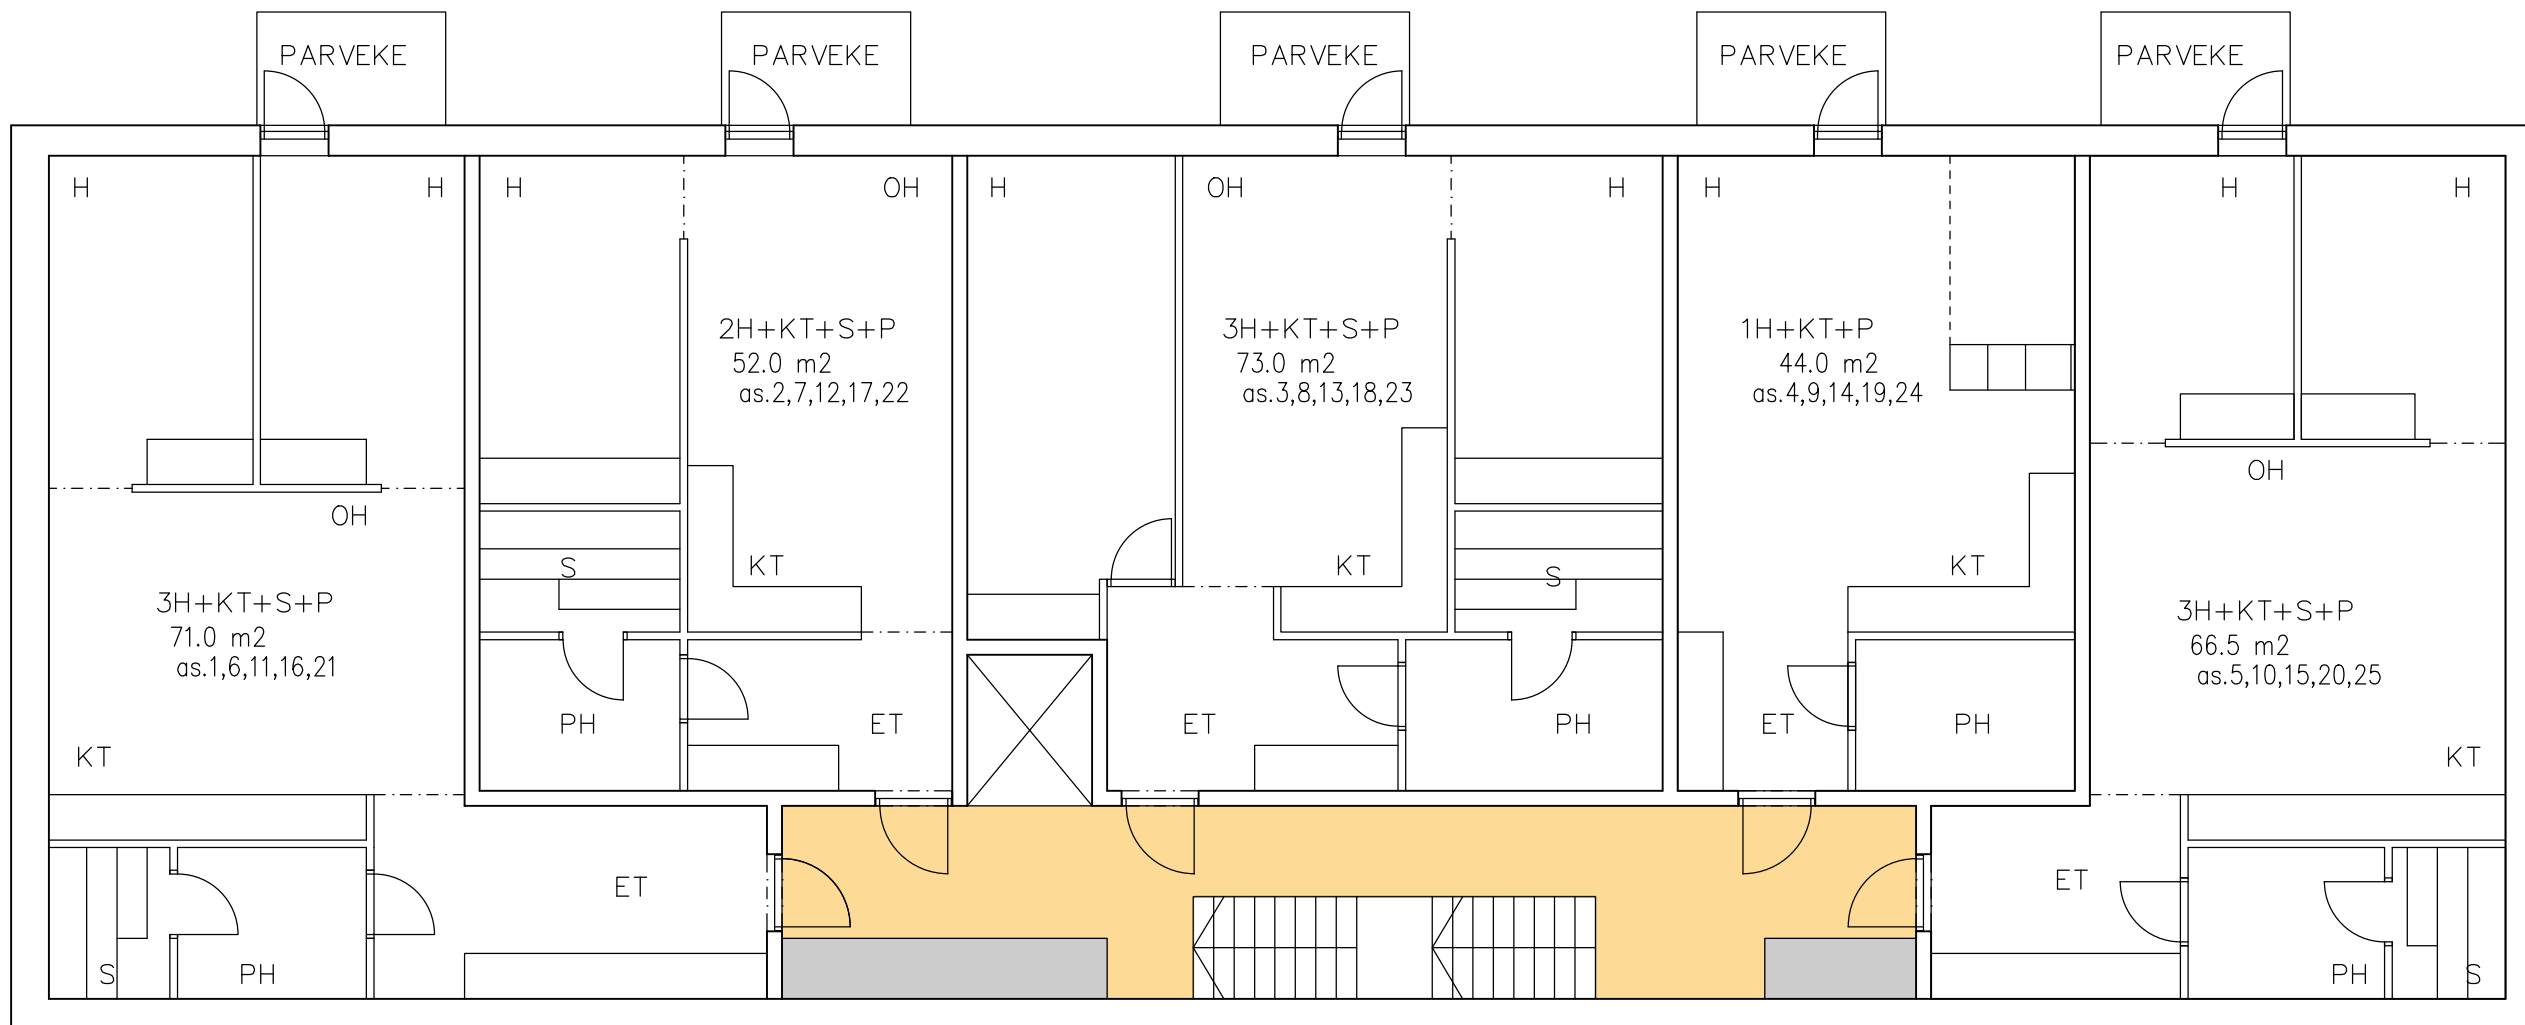 PARVEKE PARVEKE PARVEKE PARVEKE PARVEKE
H H H OH H OH H H H H
2H+KT+S+P 3H+KT+S+P 1H+KT+P
52.0 m2 73.0 m2 44.0 m2
as.2,7,12,17,22 as.3,8,13,18,23 as.4,9,14,19,24
OH
OH
S KT KT S KT
3H+KT+S+P 3H+KT+S+P
71.0 m2 66.5 m2
as.1,6,11,16,21 as.5,10,15,20,25
PH ET ET PH ET PH
KT KT
ET ET
S PH PH S